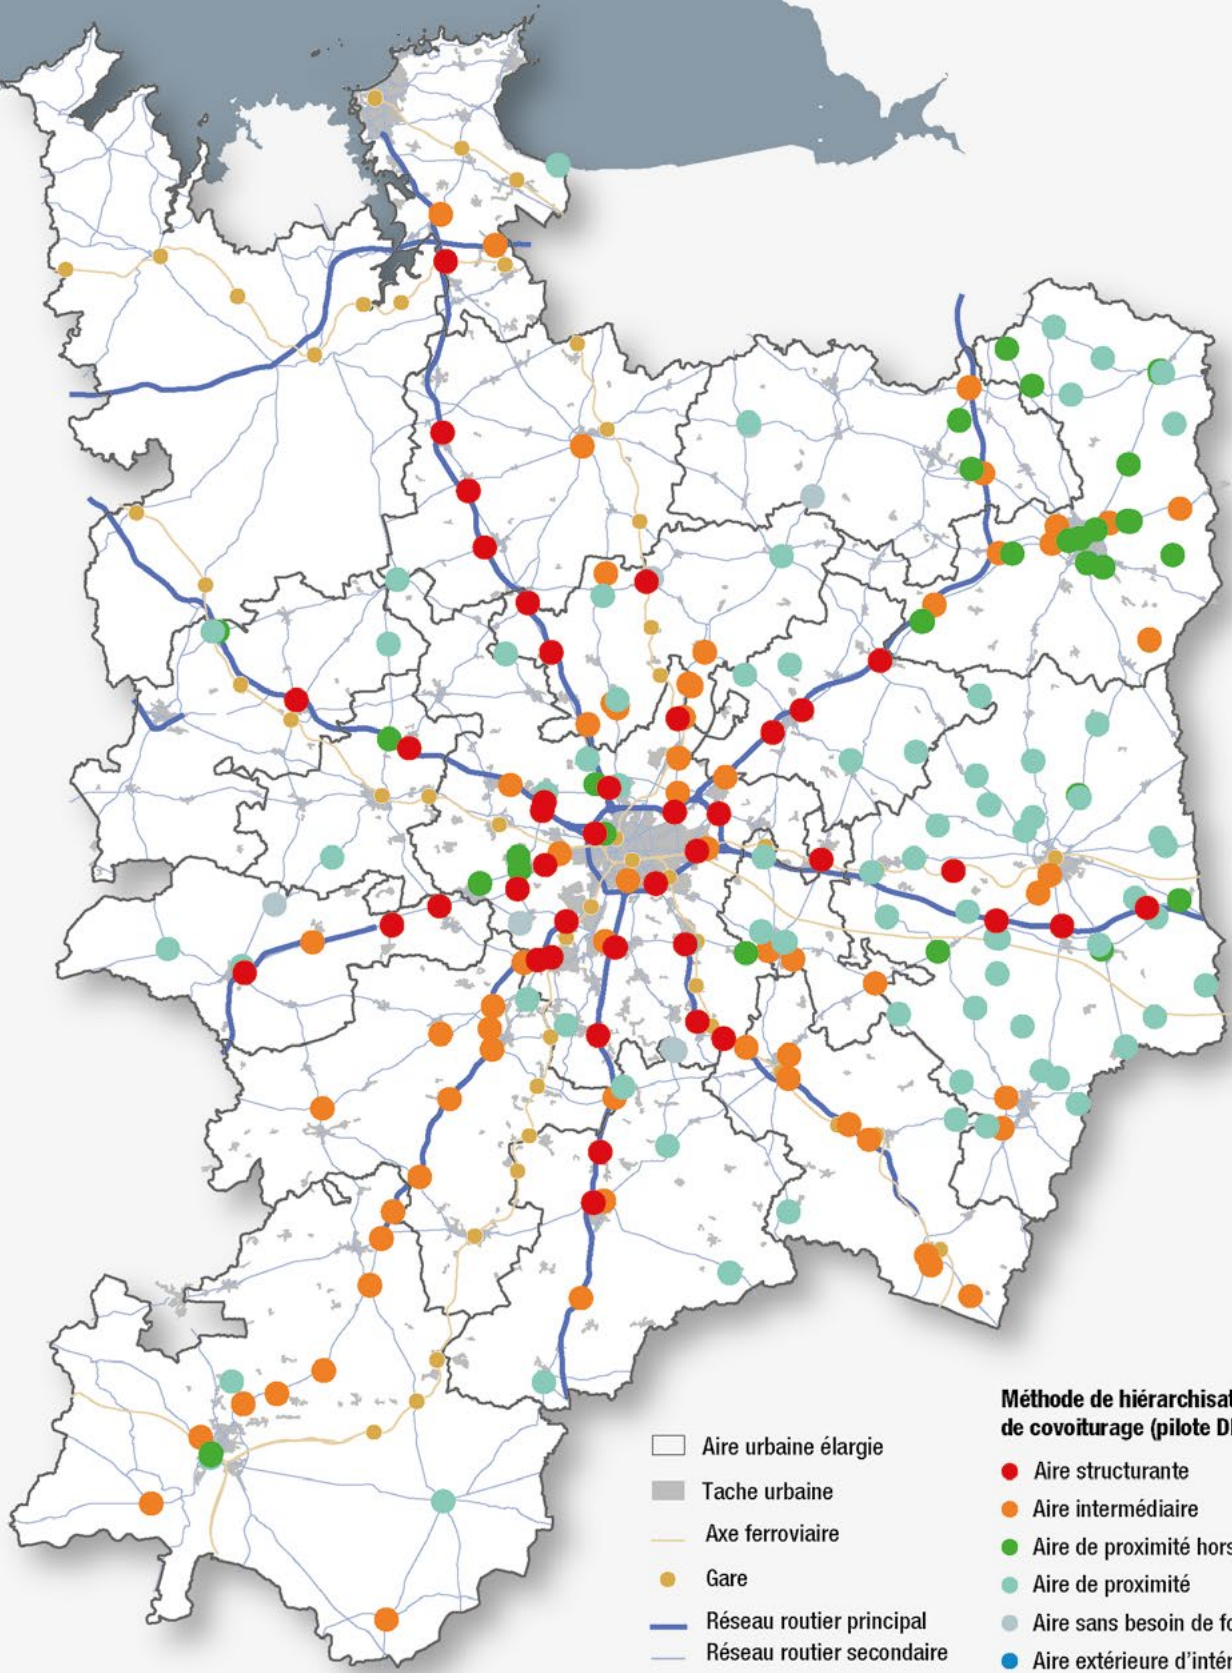 Aire urbaine élargie
Tache urbaine
Axe ferroviaire
Gare
Réseau routier principal
Réseau routier secondaire
Méthode de hiérarchisat
de covoiturage (pilote D
Aire structurante
Aire intermédiaire
Aire de proximité hors
Aire de proximité
Aire sans besoin de fo
Aire extérieure d'intér